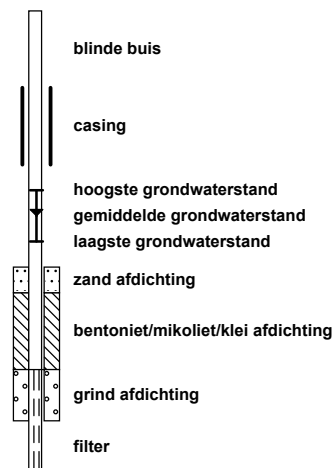 blinde buis
casing
hoogste grondwaterstand
gemiddelde grondwaterstand
laagste grondwaterstand
zand afdichting
bentoniet/mikoliet/klei afdichting
grind afdichting
filter